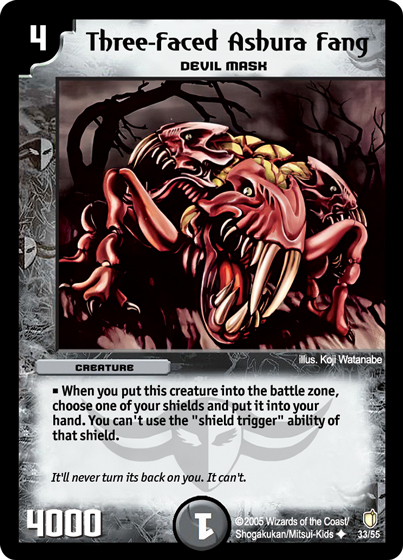 4
Three-Faced Ashura Fang
DEVIL MASK
illus. Koji Watanabe
CREATURE
▪ When you put this creature into the battle zone,
choose one of your shields and put it into your
hand. You can't use the "shield trigger" ability of
that shield.
It'll never turn its back on you. It can't.
4000
1
©2005 Wizards of the Coast/
Shogakukan/Mitsui-Kids ✦ 33/55